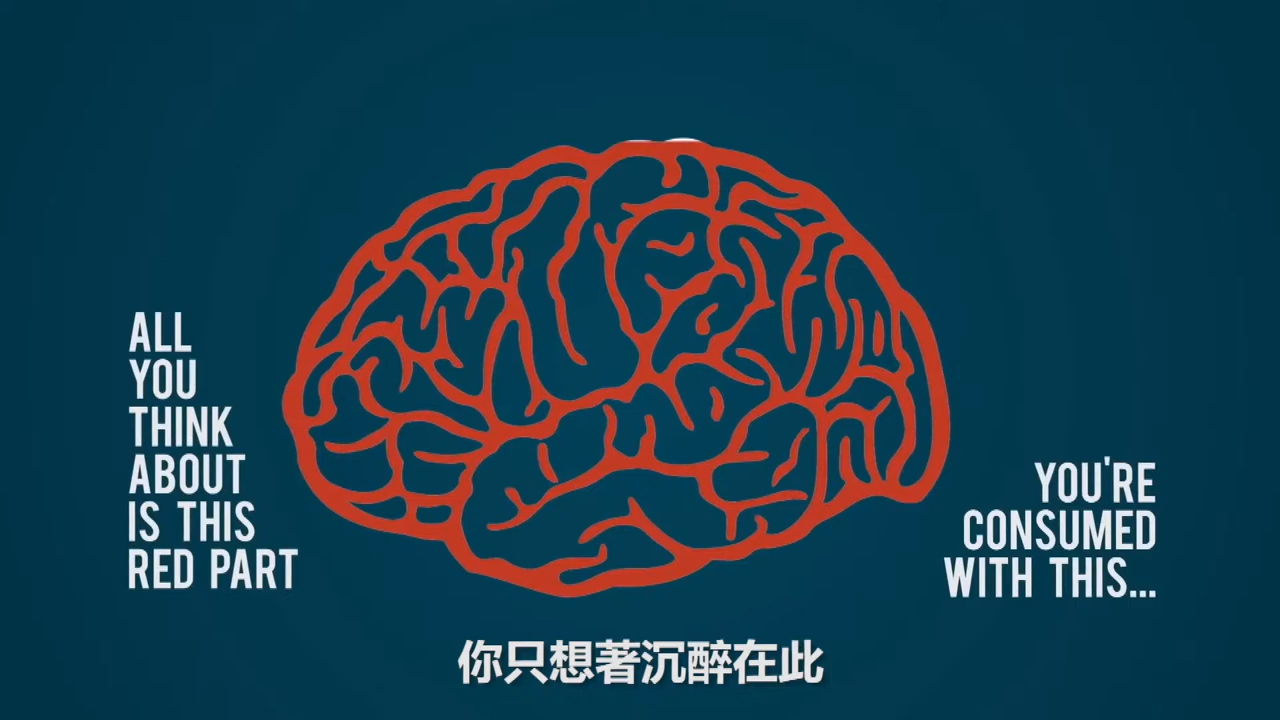 ALL
YOU
THINK
ABOUT
IS THIS
RED PART
YOU'RE
CONSUMED
WITH THIS...
你只想著沉醉在此